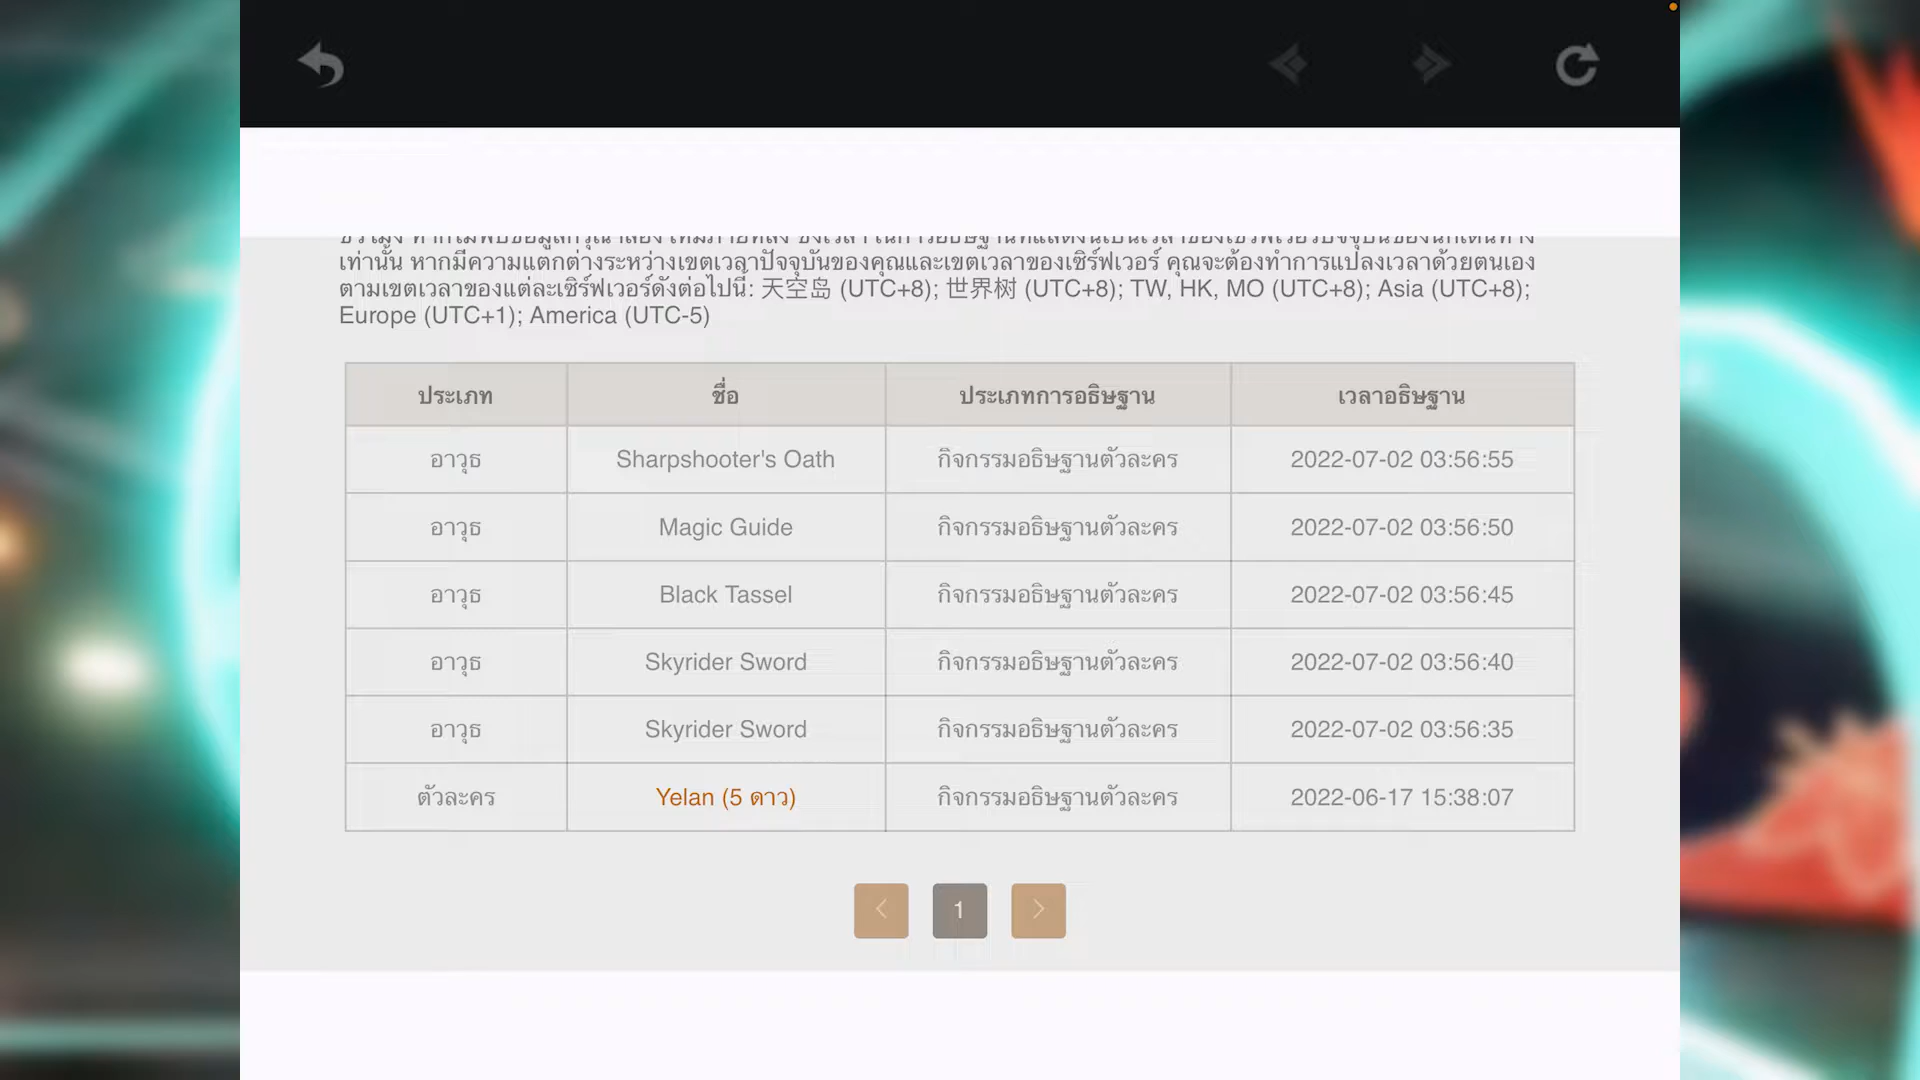 เท่านั้น หากมีความแตกต่างระหว่างเขตเวลาปัจจุบันของคุณและเขตเวลาของเซิร์ฟเวอร์ คุณจะต้องทำการแปลงเวลาด้วยตนเอง
ตามเขตเวลาของแต่ละเซิร์ฟเวอร์ดังต่อไปนี้: 天空岛 (UTC+8); 世界树 (UTC+8); TW, HK, MO (UTC+8); Asia (UTC+8);
Europe (UTC+1); America (UTC-5)
ประเภท ชื่อ ประเภทการอธิษฐาน เวลาอธิษฐาน
อาวุธ Sharpshooter's Oath กิจกรรมอธิษฐานตัวละคร 2022-07-02 03:56:55
อาวุธ Magic Guide กิจกรรมอธิษฐานตัวละคร 2022-07-02 03:56:50
อาวุธ Black Tassel กิจกรรมอธิษฐานตัวละคร 2022-07-02 03:56:45
อาวุธ Skyrider Sword กิจกรรมอธิษฐานตัวละคร 2022-07-02 03:56:40
อาวุธ Skyrider Sword กิจกรรมอธิษฐานตัวละคร 2022-07-02 03:56:35
ตัวละคร Yelan (5 ดาว) กิจกรรมอธิษฐานตัวละคร 2022-06-17 15:38:07
1